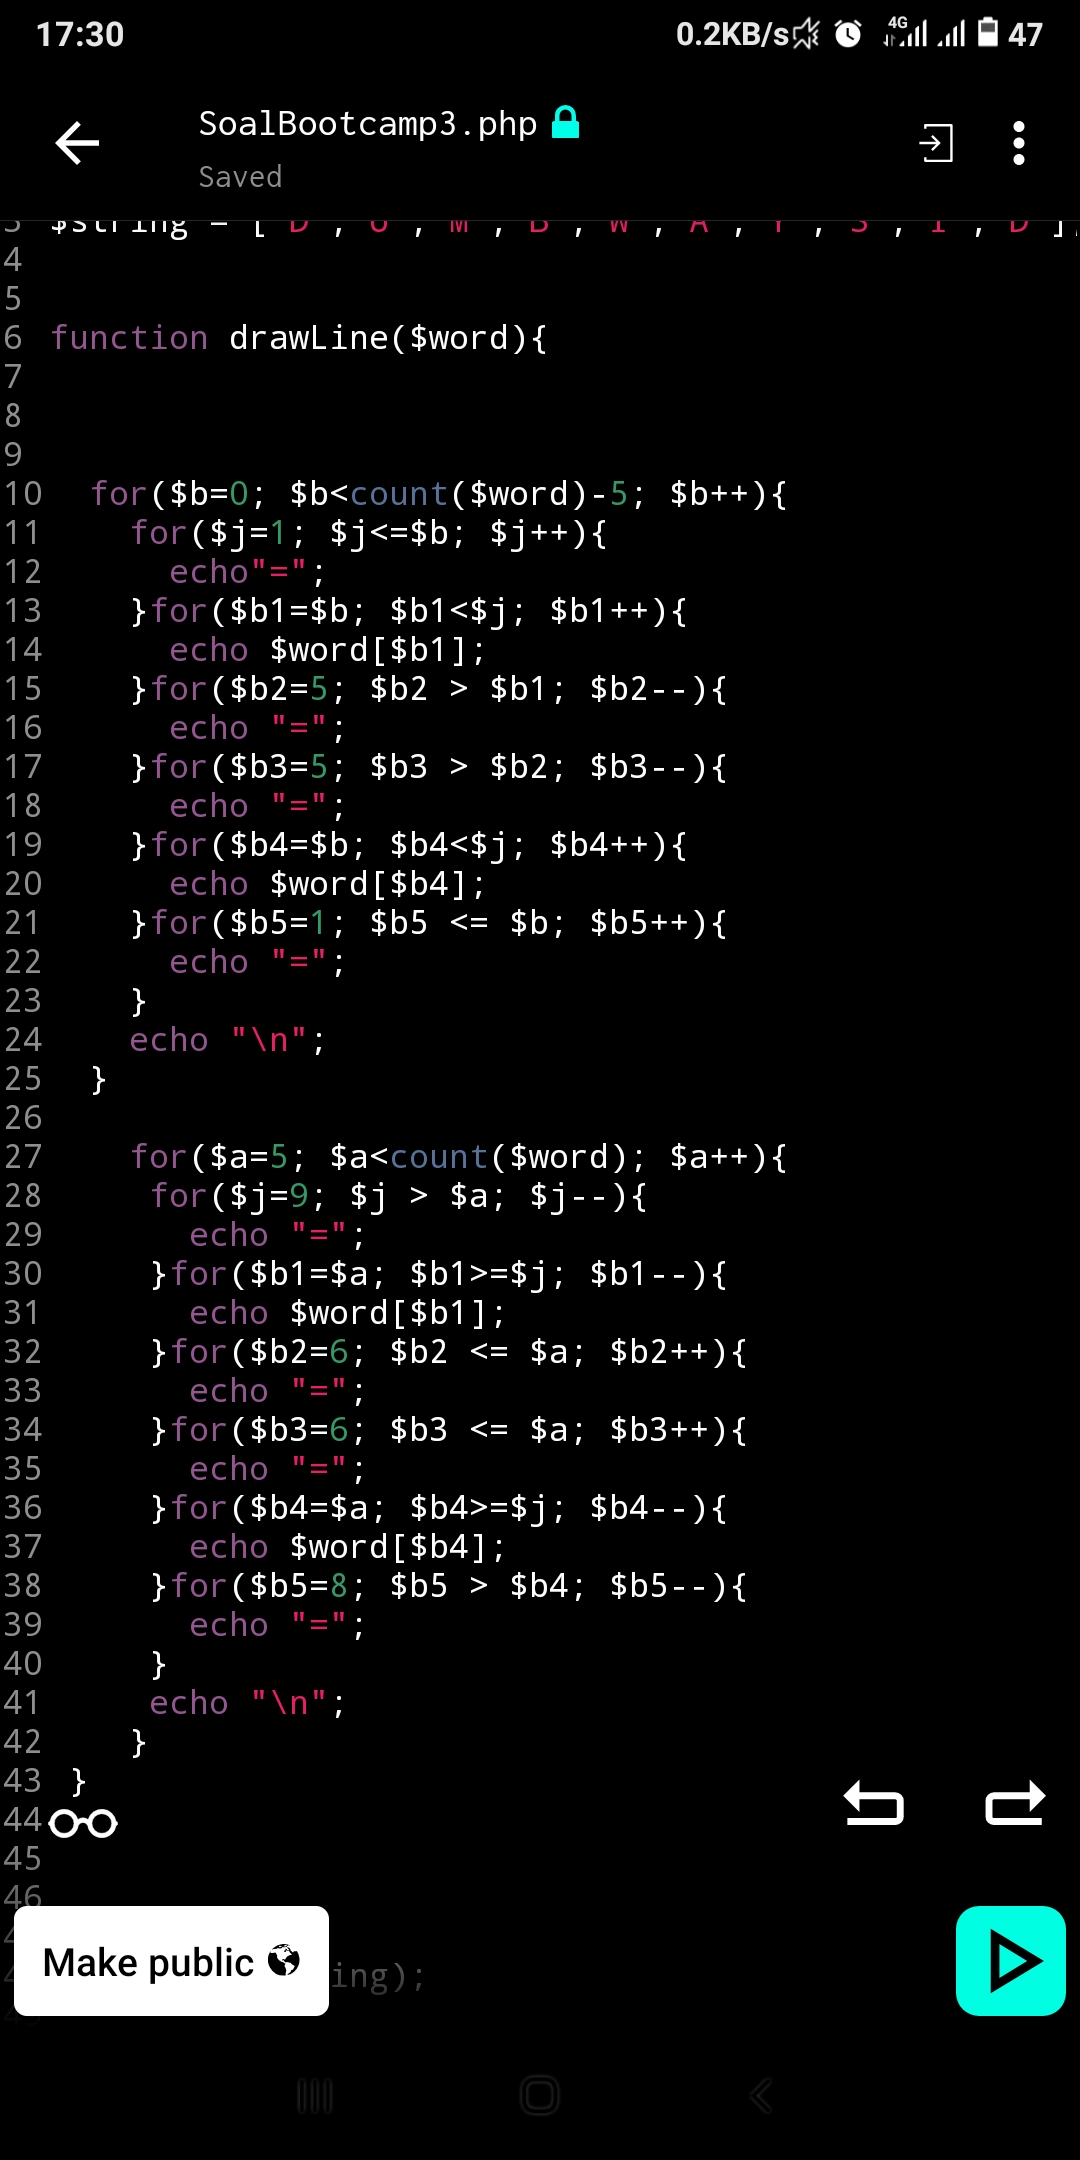 17:30 0.2KB/s 4G 47
SoalBootcamp3.php
Saved
3 $string = ["D","U","M","B","W","A","Y","S","I","D"];
4
5
6 function drawLine($word){
7
8
9
10 for($b=0; $b<count($word)-5; $b++){
11 for($j=1; $j<=$b; $j++){
12 echo"=";
13 }for($b1=$b; $b1<$j; $b1++){
14 echo $word[$b1];
15 }for($b2=5; $b2 > $b1; $b2--){
16 echo "=";
17 }for($b3=5; $b3 > $b2; $b3--){
18 echo "=";
19 }for($b4=$b; $b4<$j; $b4++){
20 echo $word[$b4];
21 }for($b5=1; $b5 <= $b; $b5++){
22 echo "=";
23 }
24 echo "\n";
25 }
26
27 for($a=5; $a<count($word); $a++){
28 for($j=9; $j > $a; $j--){
29 echo "=";
30 }for($b1=$a; $b1>=$j; $b1--){
31 echo $word[$b1];
32 }for($b2=6; $b2 <= $a; $b2++){
33 echo "=";
34 }for($b3=6; $b3 <= $a; $b3++){
35 echo "=";
36 }for($b4=$a; $b4>=$j; $b4--){
37 echo $word[$b4];
38 }for($b5=8; $b5 > $b4; $b5--){
39 echo "=";
40 }
41 echo "\n";
42 }
43 }
44
45
46
Make public
ing);